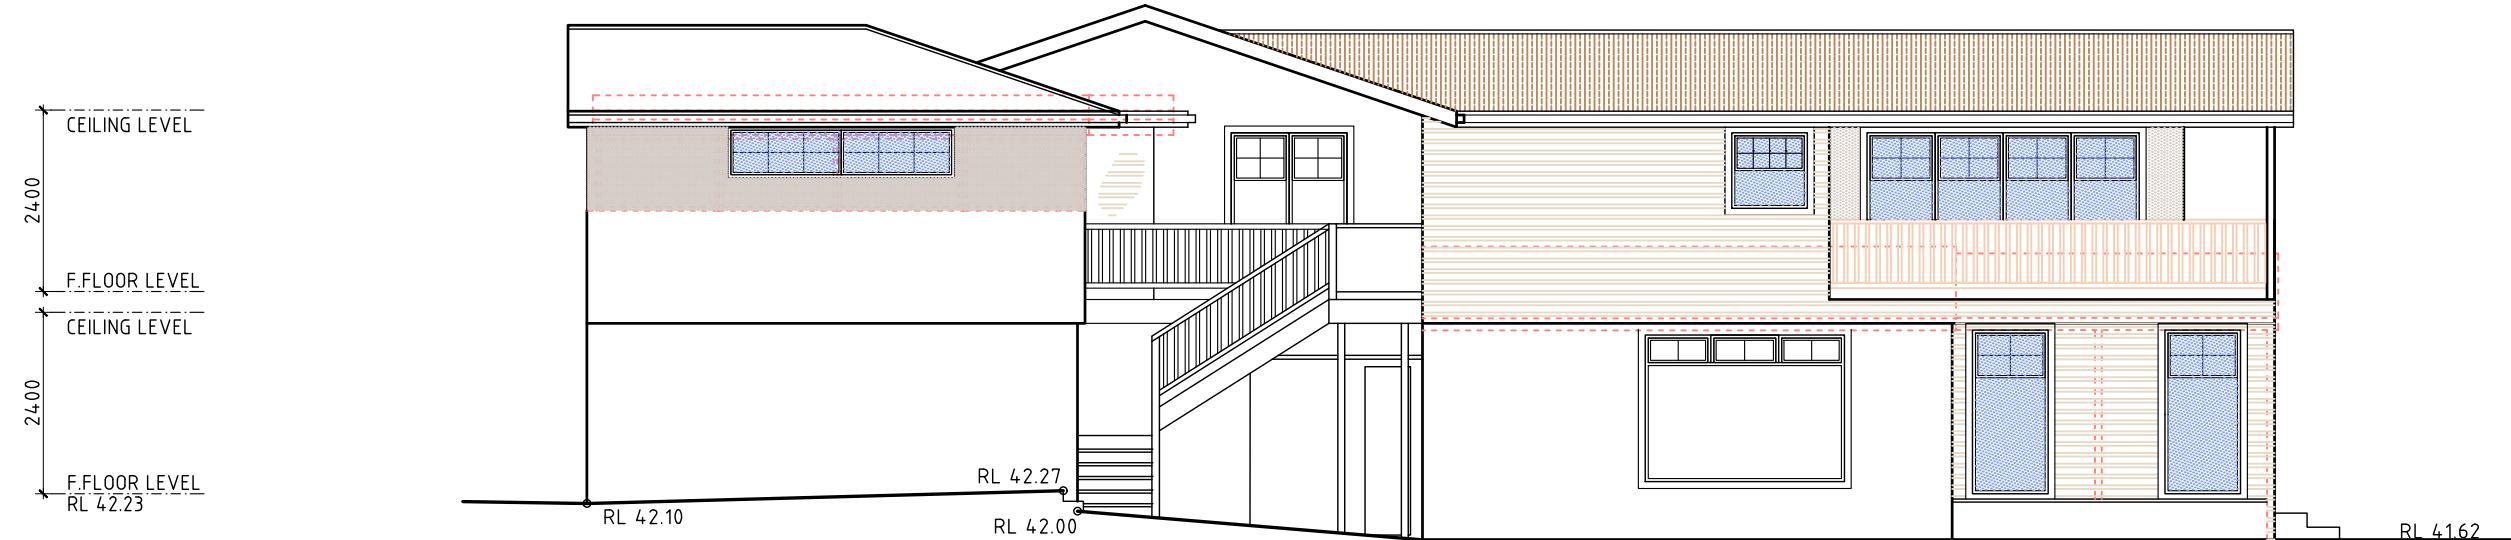 CEILING LEVEL
2400
F.FLOOR LEVEL
CEILING LEVEL
2400
F.FLOOR LEVEL
RL 42.23
RL 42.10
RL 42.27
RL 42.00
RL 41.62